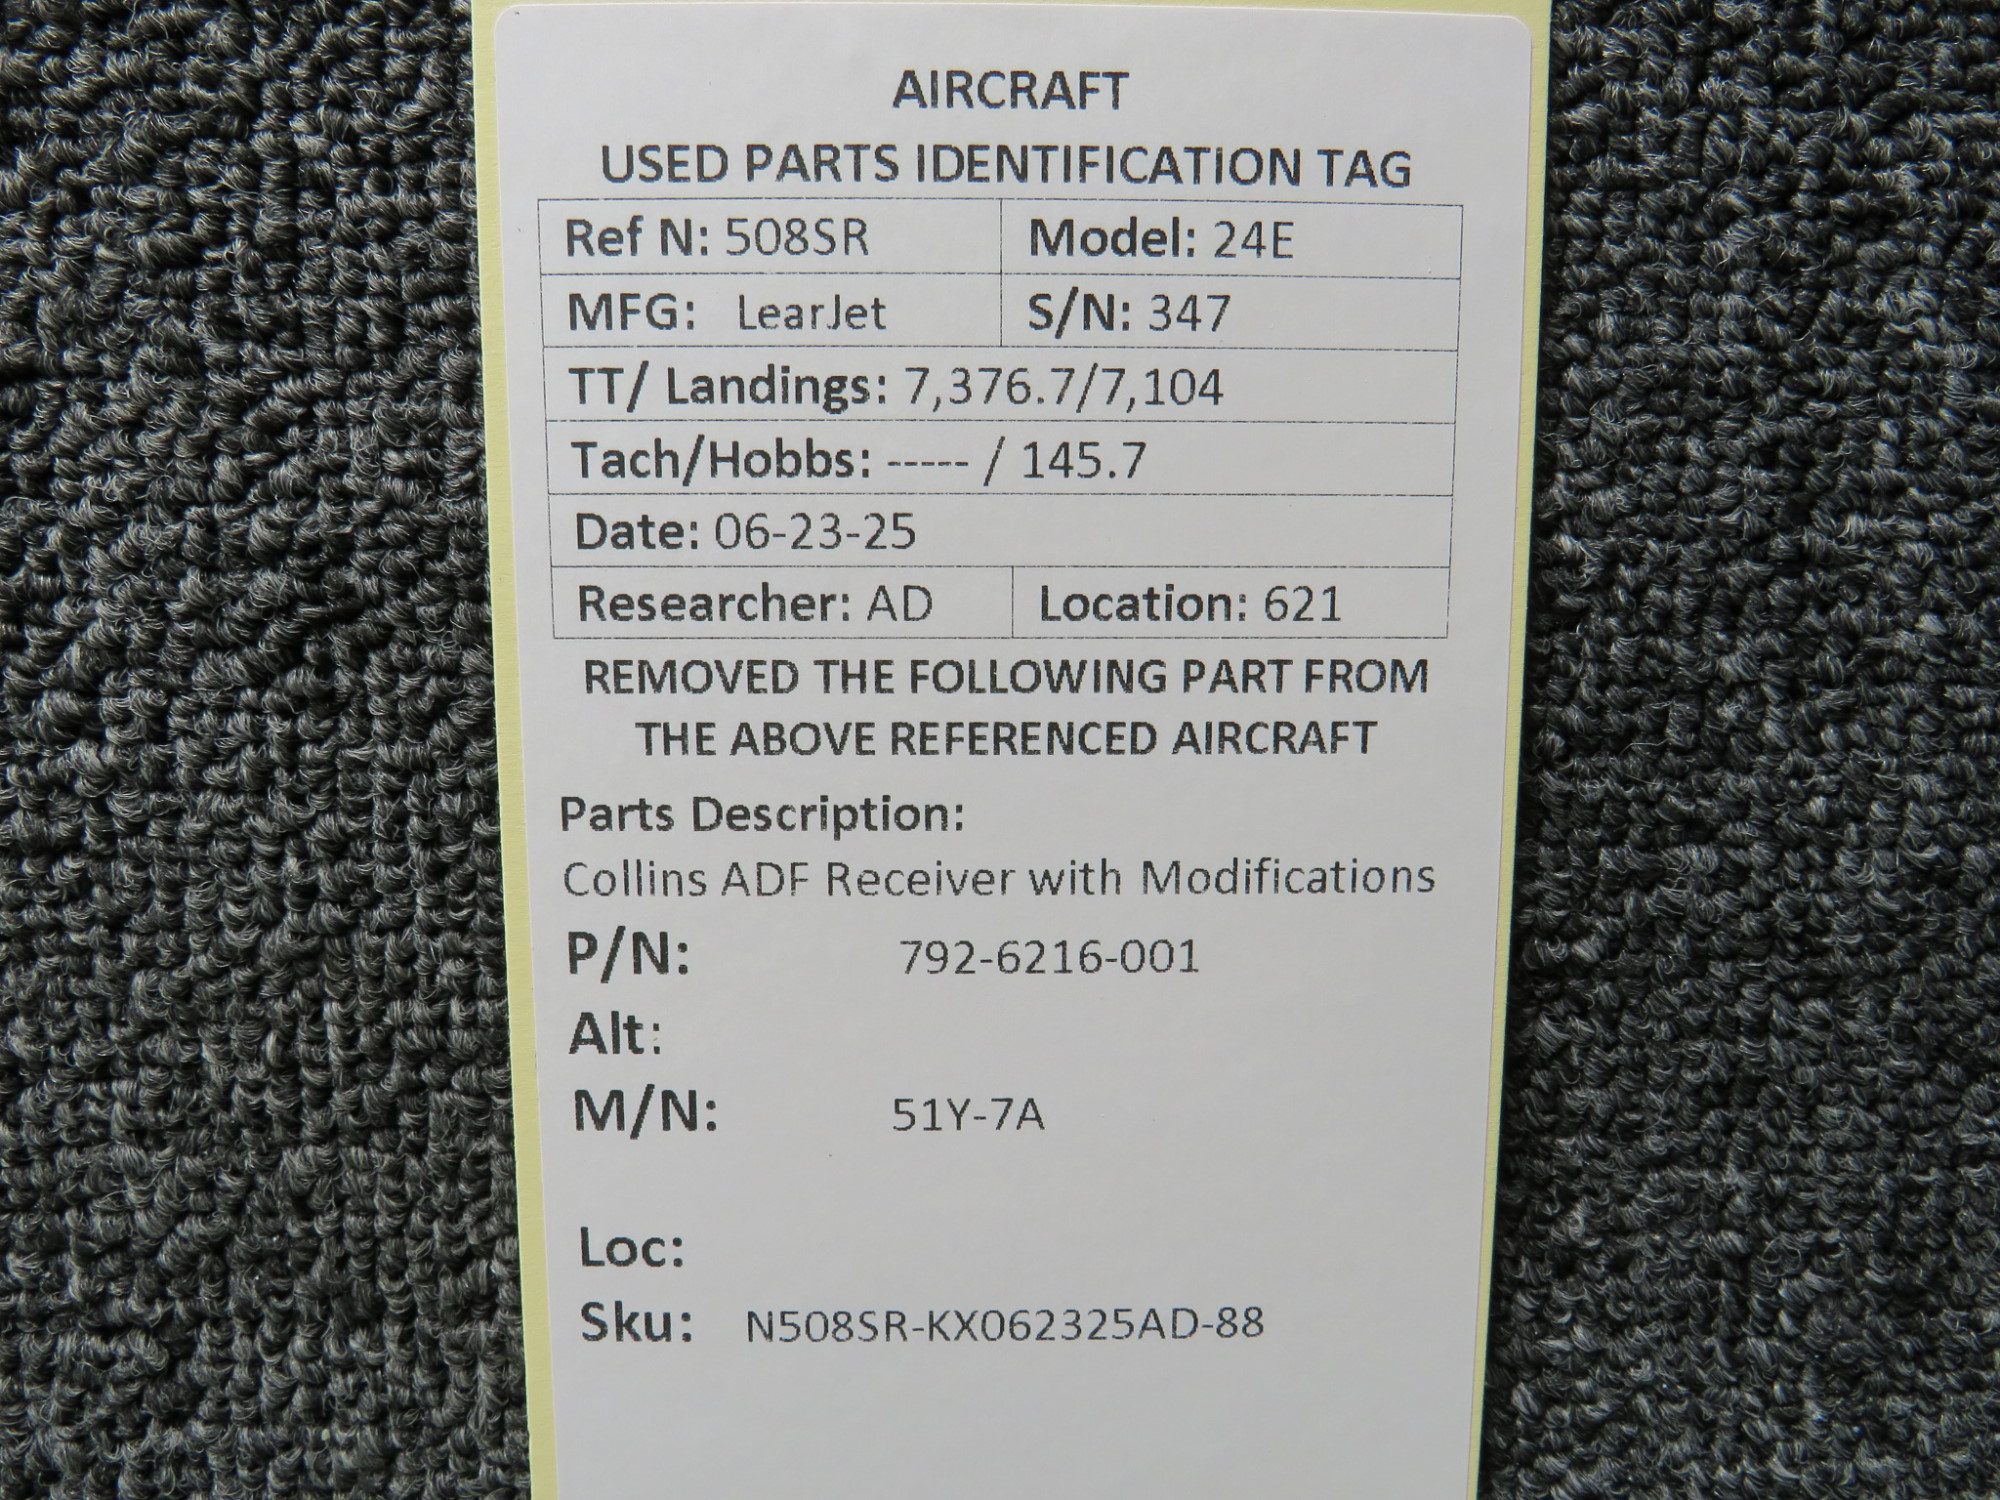 AIRCRAFT
USED PARTS IDENTIFICATION TAG
Ref N: 508SR Model: 24E
MFG: LearJet S/N: 347
TT/ Landings: 7,376.7/7,104
Tach/Hobbs: ----- / 145.7
Date: 06-23-25
Researcher: AD Location: 621
REMOVED THE FOLLOWING PART FROM
THE ABOVE REFERENCED AIRCRAFT
Parts Description:
Collins ADF Receiver with Modifications
P/N: 792-6216-001
Alt:
M/N: 51Y-7A
Loc:
Sku: N508SR-KX062325AD-88